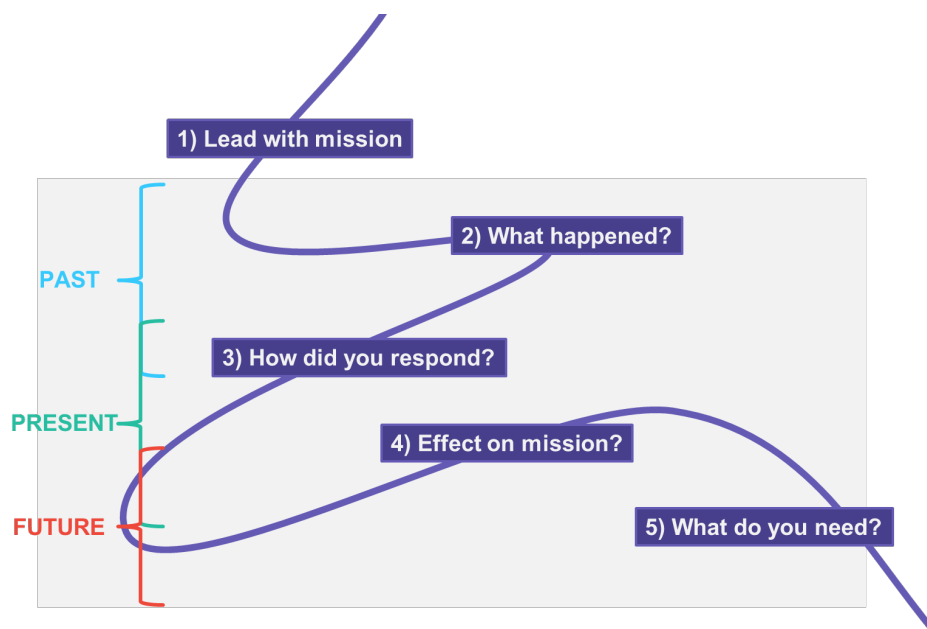 1) Lead with mission
2) What happened?
PAST
3) How did you respond?
PRESENT
4) Effect on mission?
FUTURE
5) What do you need?